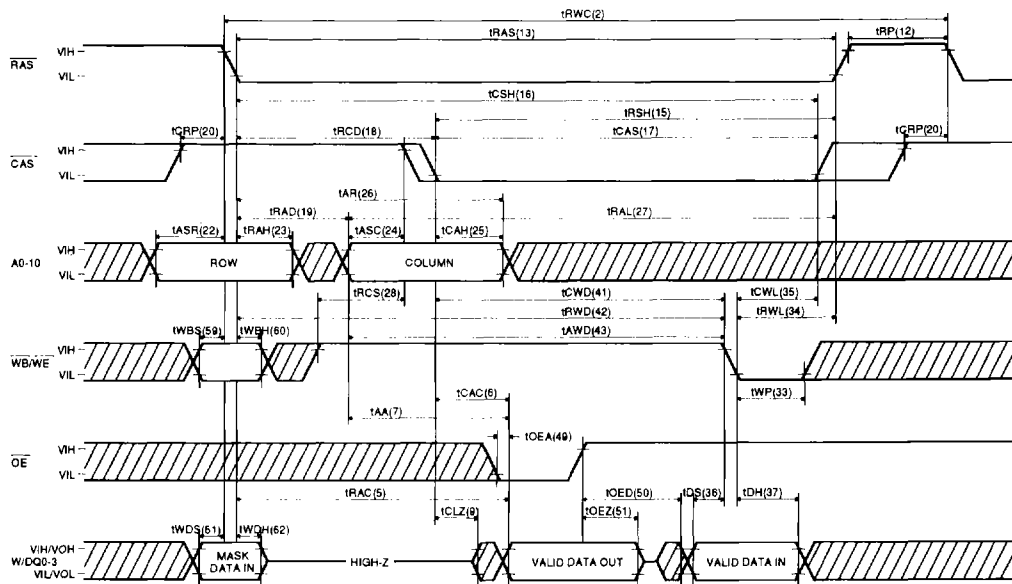 tRWC(2)
tRAS(13)
tRP(12)
RAS
VIH
VIL
tCSH(16)
tRSH(15)
tCRP(20)
tRCD(18)
tCAS(17)
tCRP(20)
CAS
VIH
VIL
tAR(26)
tRAD(19)
tRAL(27)
tASR(22)
tRAH(23)
tASC(24)
tCAH(25)
A0-10
VIH
VIL
ROW
COLUMN
tRCS(28)
tCWD(41)
tCWL(35)
tRWD(42)
tRWL(34)
tWBS(59)
tWBH(60)
tAWD(43)
WB/WE
VIH
VIL
tWP(33)
tCAC(6)
tAA(7)
tOEA(49)
OE
VIH
VIL
tRAC(5)
tOED(50)
tDS(36)
tDH(37)
tCLZ(8)
tOEZ(51)
tWDS(61)
tWDH(62)
VIH/VOH
W/DQ0-3
VIL/VOL
MASK
DATA IN
HIGH-Z
VALID DATA OUT
VALID DATA IN